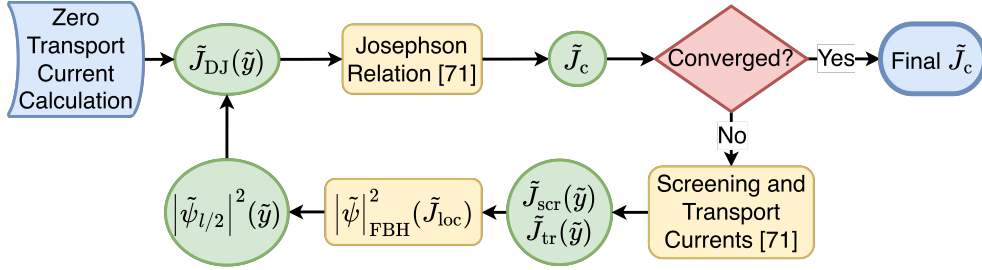 Zero
Transport
Current
Calculation
J̃_DJ(ỹ)
Josephson
Relation [71]
J̃_c
Converged?
Yes
Final J̃_c
No
Screening and
Transport
Currents [71]
J̃_scr(ỹ)
J̃_tr(ỹ)
|ψ̃|²_FBH(J̃_loc)
|ψ̃_{l/2}|²(ỹ)